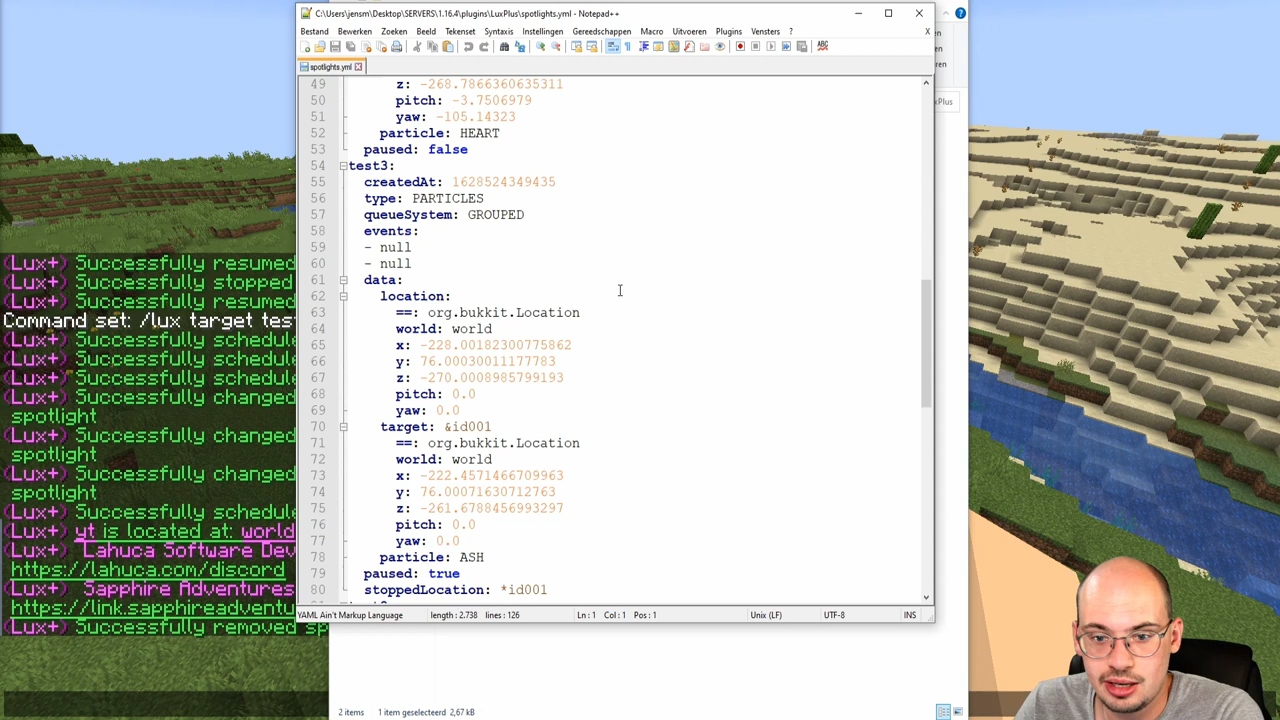 C:\Users\jensm\Desktop\SERVERS\1.16.4\plugins\LuxPlus\spotlights.yml - Notepad++
Bestand Bewerken Zoeken Beeld Tekenset Syntaxis Instellingen Gereedschappen Macro Uitvoeren Plugins Vensters ? X
spotlights.yml
49 z: -268.7866360635311
50 pitch: -3.7506979
51 yaw: -105.14323
52 particle: HEART
53 paused: false
54 test3:
55 createdAt: 1628524349435
56 type: PARTICLES
57 queueSystem: GROUPED
58 events:
59 - null
60 - null
61 data:
62 location:
63 ==: org.bukkit.Location
64 world: world
65 x: -228.00182300775862
66 y: 76.00030011177783
67 z: -270.0008985799193
68 pitch: 0.0
69 yaw: 0.0
70 target: &id001
71 ==: org.bukkit.Location
72 world: world
73 x: -222.4571466709963
74 y: 76.00071630712763
75 z: -261.6788456993297
76 pitch: 0.0
77 yaw: 0.0
78 particle: ASH
79 paused: true
80 stoppedLocation: *id001
YAML Ain't Markup Language length : 2.738 lines : 126 Ln : 1 Col : 1 Pos : 1 Unix (LF) UTF-8 INS
2 items 1 item geselecteerd 2,67 kB
en
en
ren
xPlus
(Lux+) Successfully resumed
(Lux+) Successfully stopped
(Lux+) Successfully resumed
Command set: /lux target tes
(Lux+) Successfully schedule
(Lux+) Successfully schedule
(Lux+) Successfully schedule
(Lux+) Successfully changed
spotlight
(Lux+) Successfully changed
spotlight
(Lux+) Successfully changed
spotlight
(Lux+) Successfully schedule
(Lux+) yt is located at: world
(Lux+) Lahuca Software Dev
https://lahuca.com/discord
(Lux+) Sapphire Adventures
https://link.sapphireadventu
(Lux+) Successfully removed sp